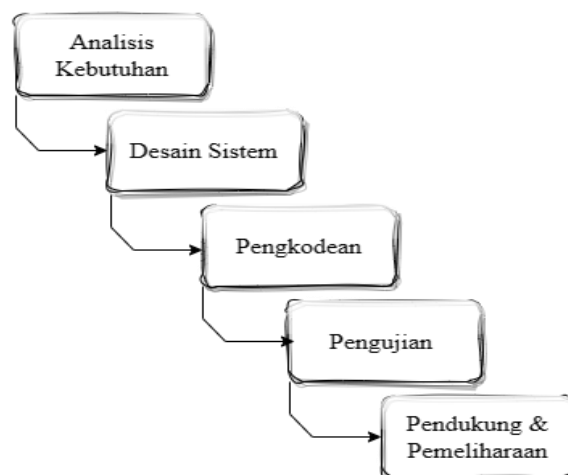 Analisis
Kebutuhan
Desain Sistem
Pengkodean
Pengujian
Pendukung &
Pemeliharaan